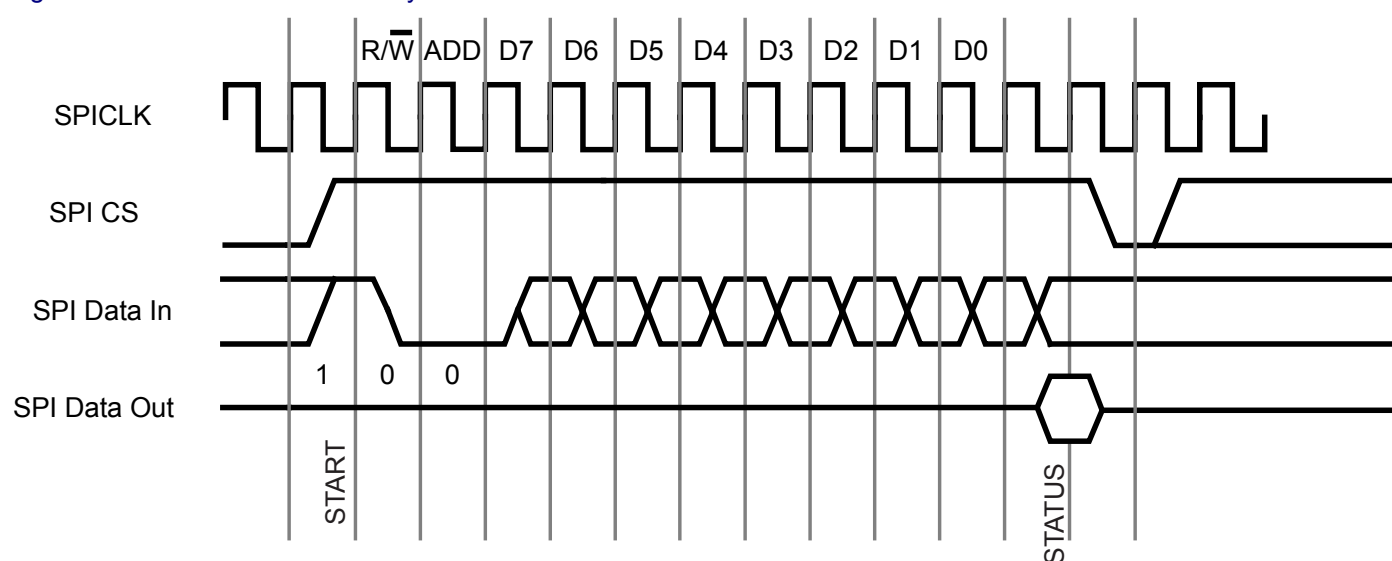 R/W ADD D7 D6 D5 D4 D3 D2 D1 D0
SPICLK
SPI CS
SPI Data In
1 0 0
SPI Data Out
START
STATUS